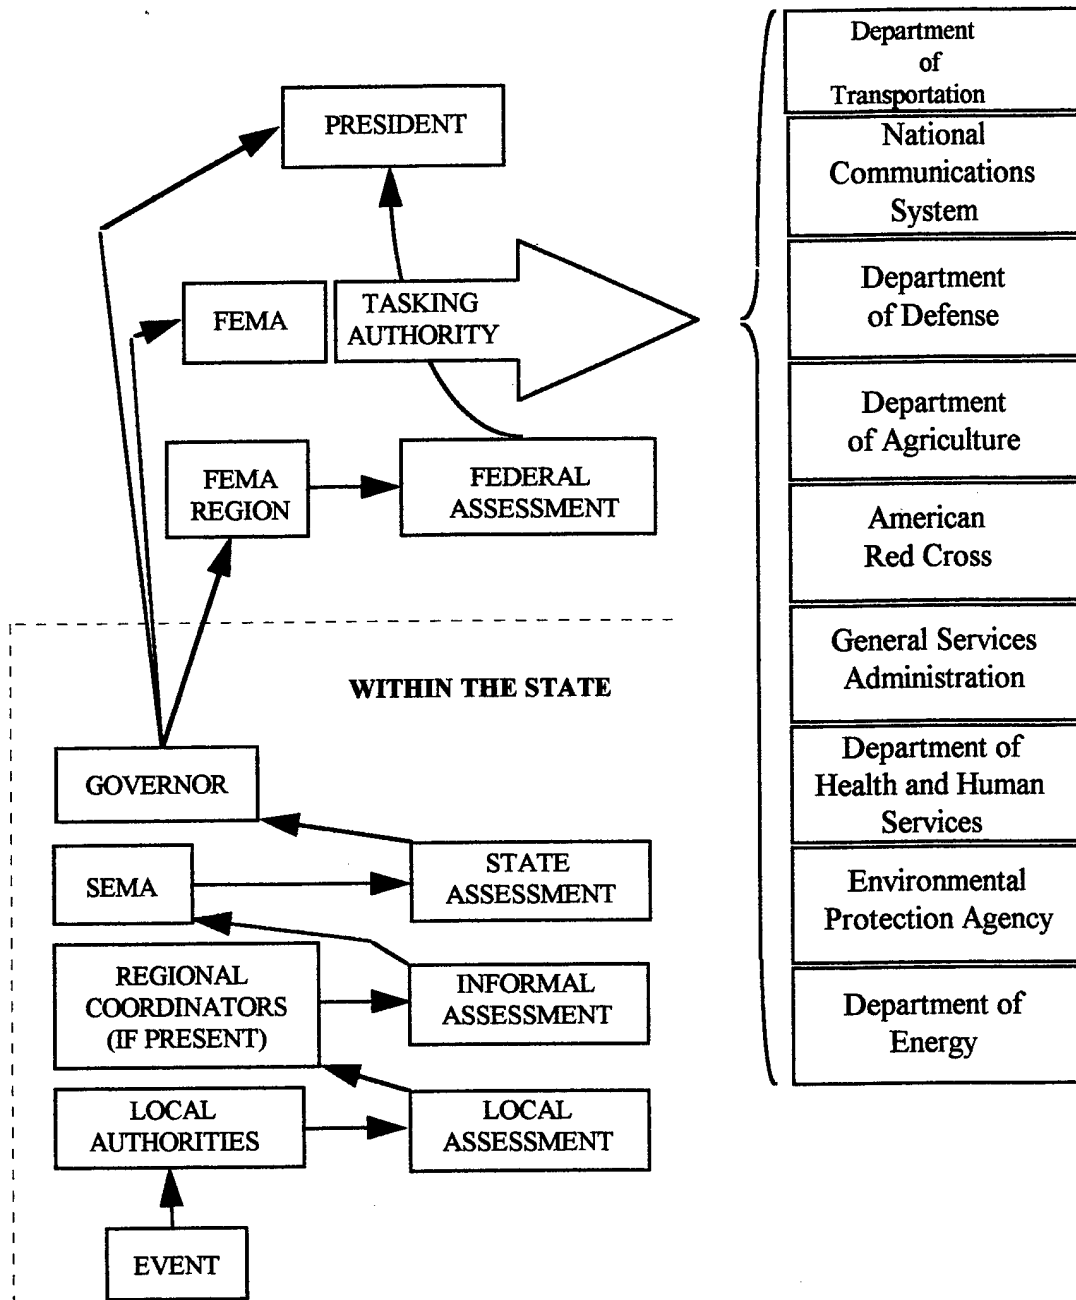 PRESIDENT
FEMA
TASKING
AUTHORITY
FEMA
REGION
FEDERAL
ASSESSMENT
WITHIN THE STATE
GOVERNOR
STATE
ASSESSMENT
SEMA
REGIONAL
COORDINATORS
(IF PRESENT)
INFORMAL
ASSESSMENT
LOCAL
AUTHORITIES
LOCAL
ASSESSMENT
EVENT
Department
of
Transportation
National
Communications
System
Department
of Defense
Department
of Agriculture
American
Red Cross
General Services
Administration
Department of
Health and Human
Services
Environmental
Protection Agency
Department of
Energy